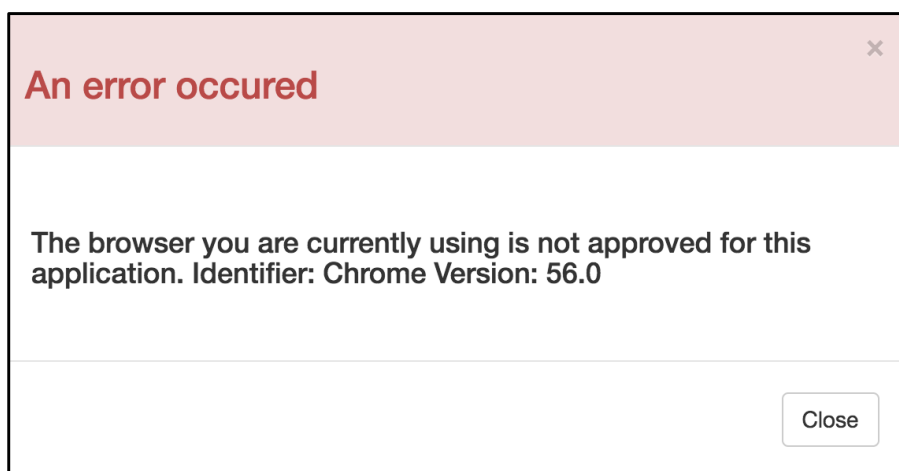 ×
An error occured
The browser you are currently using is not approved for this
application. Identifier: Chrome Version: 56.0
Close